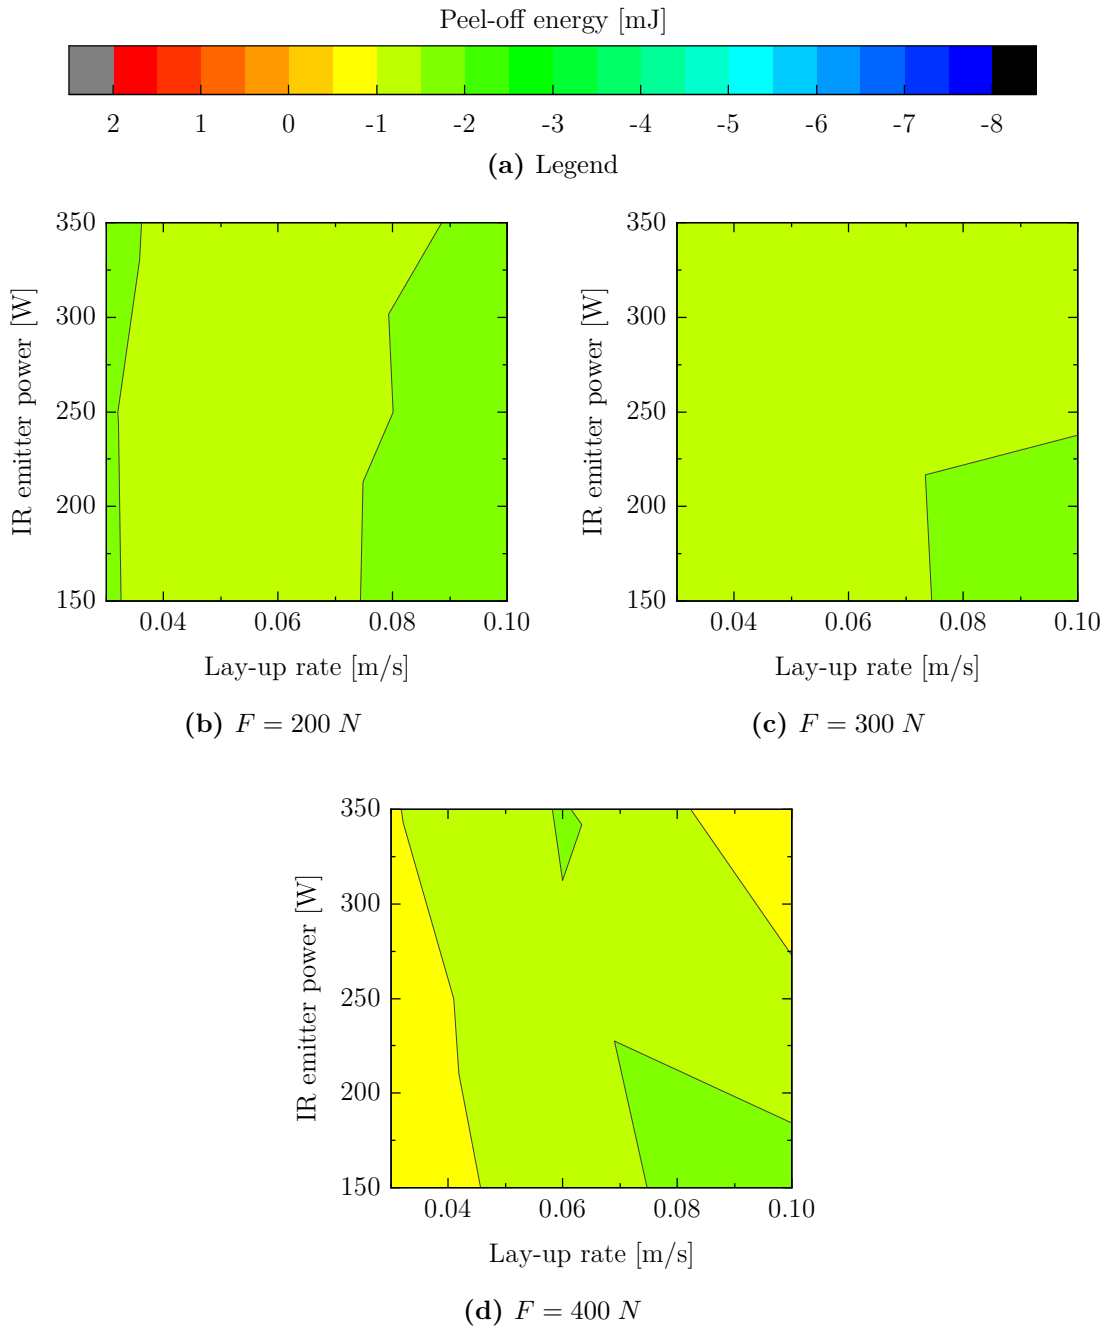 Peel-off energy [mJ]
2 1 0 -1 -2 -3 -4 -5 -6 -7 -8
(a) Legend
350
300
250
200
150
IR emitter power [W]
0.04 0.06 0.08 0.10
Lay-up rate [m/s]
(b) F = 200 N
350
300
250
200
150
IR emitter power [W]
0.04 0.06 0.08 0.10
Lay-up rate [m/s]
(c) F = 300 N
350
300
250
200
150
IR emitter power [W]
0.04 0.06 0.08 0.10
Lay-up rate [m/s]
(d) F = 400 N